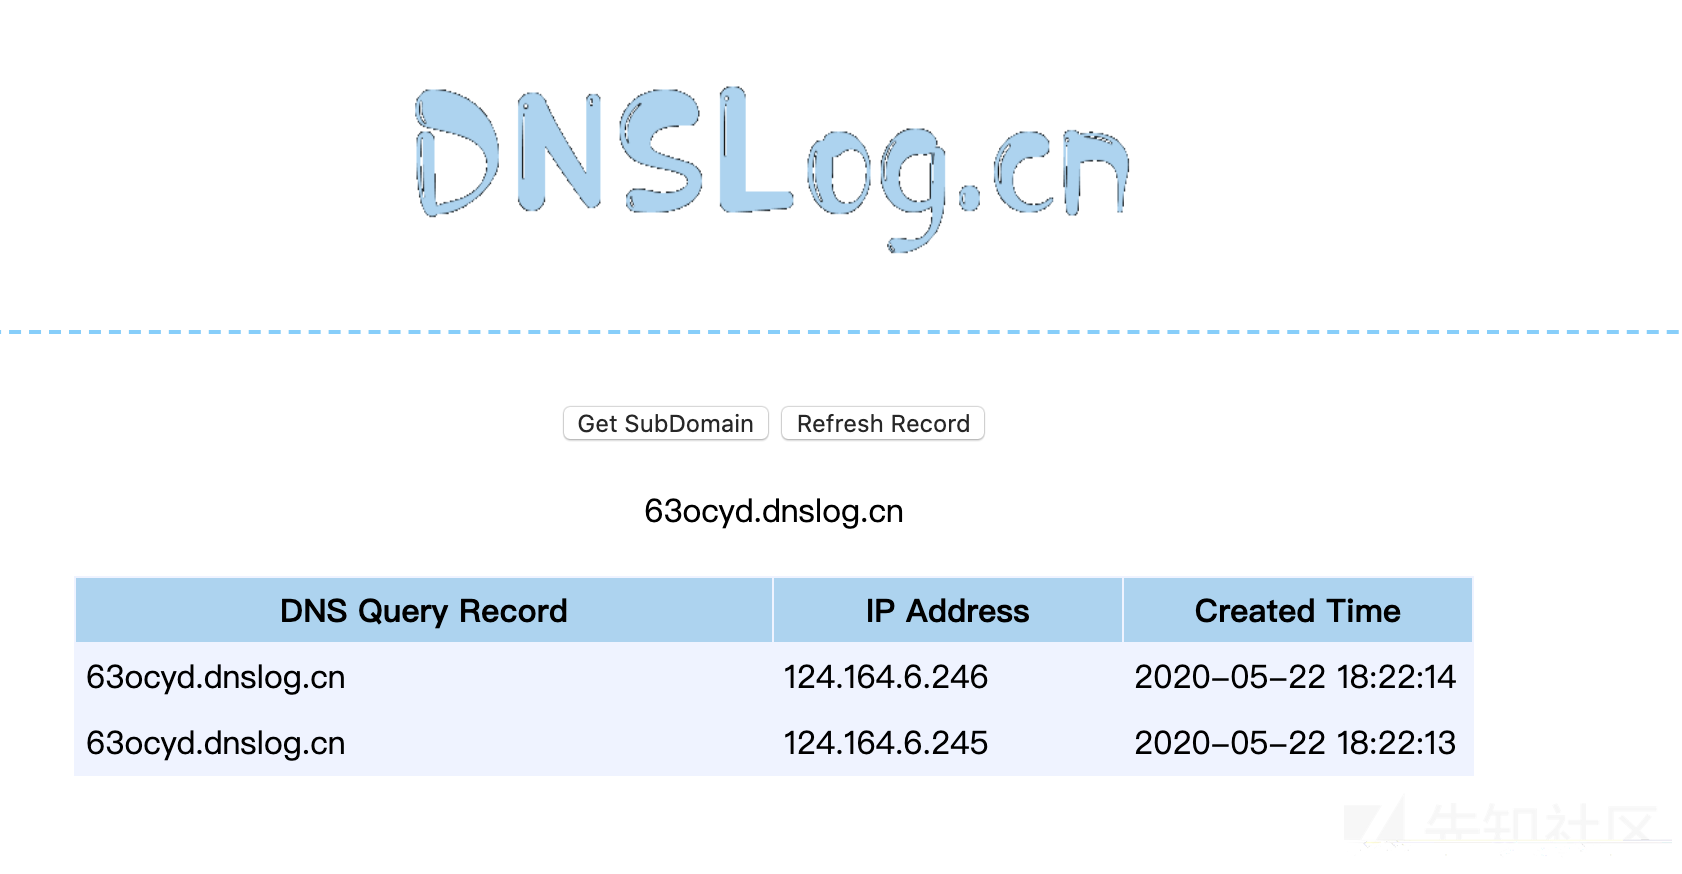 DNSLog.cn
Get SubDomain Refresh Record
63ocyd.dnslog.cn
DNS Query Record IP Address Created Time
63ocyd.dnslog.cn 124.164.6.246 2020-05-22 18:22:14
63ocyd.dnslog.cn 124.164.6.245 2020-05-22 18:22:13
先知社区